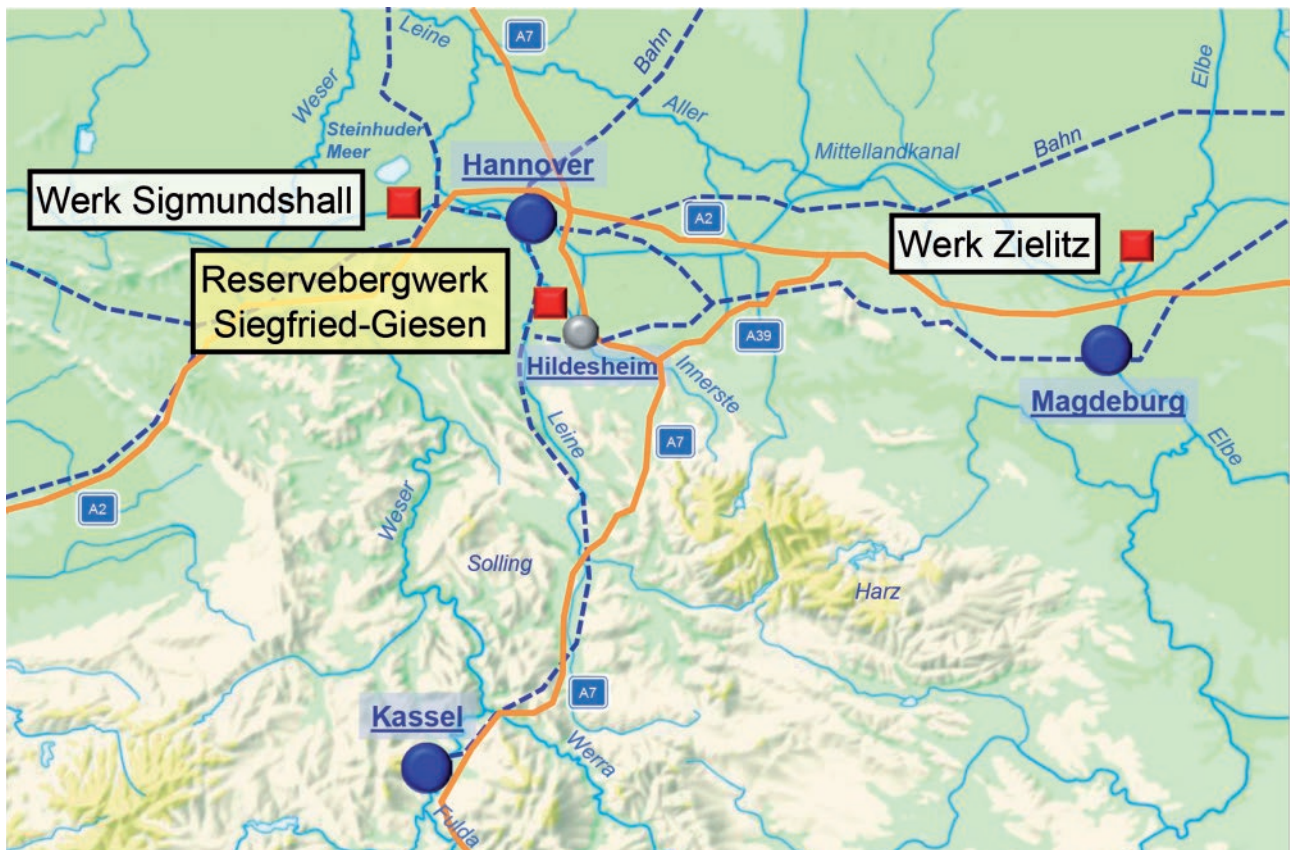 Leine
A7
Bahn
Elbe
Weser
Aller
Steinhuder
Meer
Mittellandkanal
Bahn
Hannover
Werk Sigmundshall
A2
Werk Zielitz
Reservebergwerk
Siegfried-Giesen
A39
Hildesheim
Innerste
Magdeburg
Leine
A7
Elbe
A2
Weser
Solling
Harz
A7
Kassel
Werra
Fulda